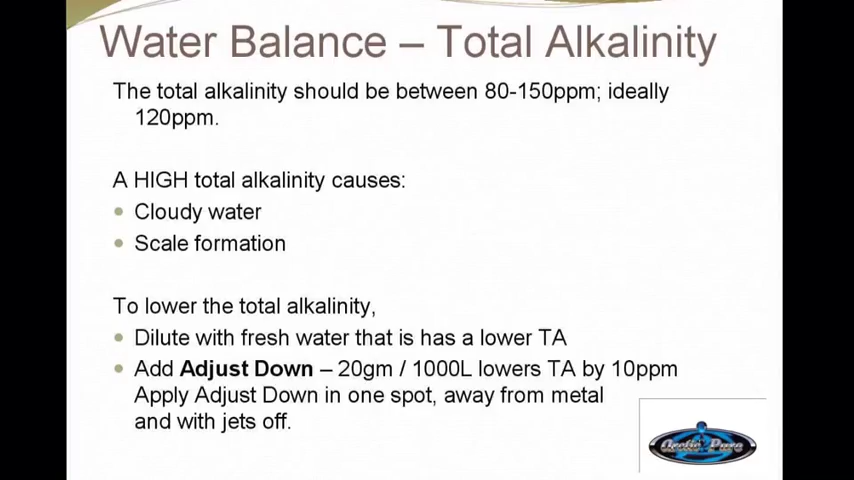 Water Balance – Total Alkalinity
The total alkalinity should be between 80-150ppm; ideally
120ppm.
A HIGH total alkalinity causes:
• Cloudy water
• Scale formation
To lower the total alkalinity,
• Dilute with fresh water that is has a lower TA
• Add Adjust Down – 20gm / 1000L lowers TA by 10ppm
Apply Adjust Down in one spot, away from metal
and with jets off.
Arctic Pure